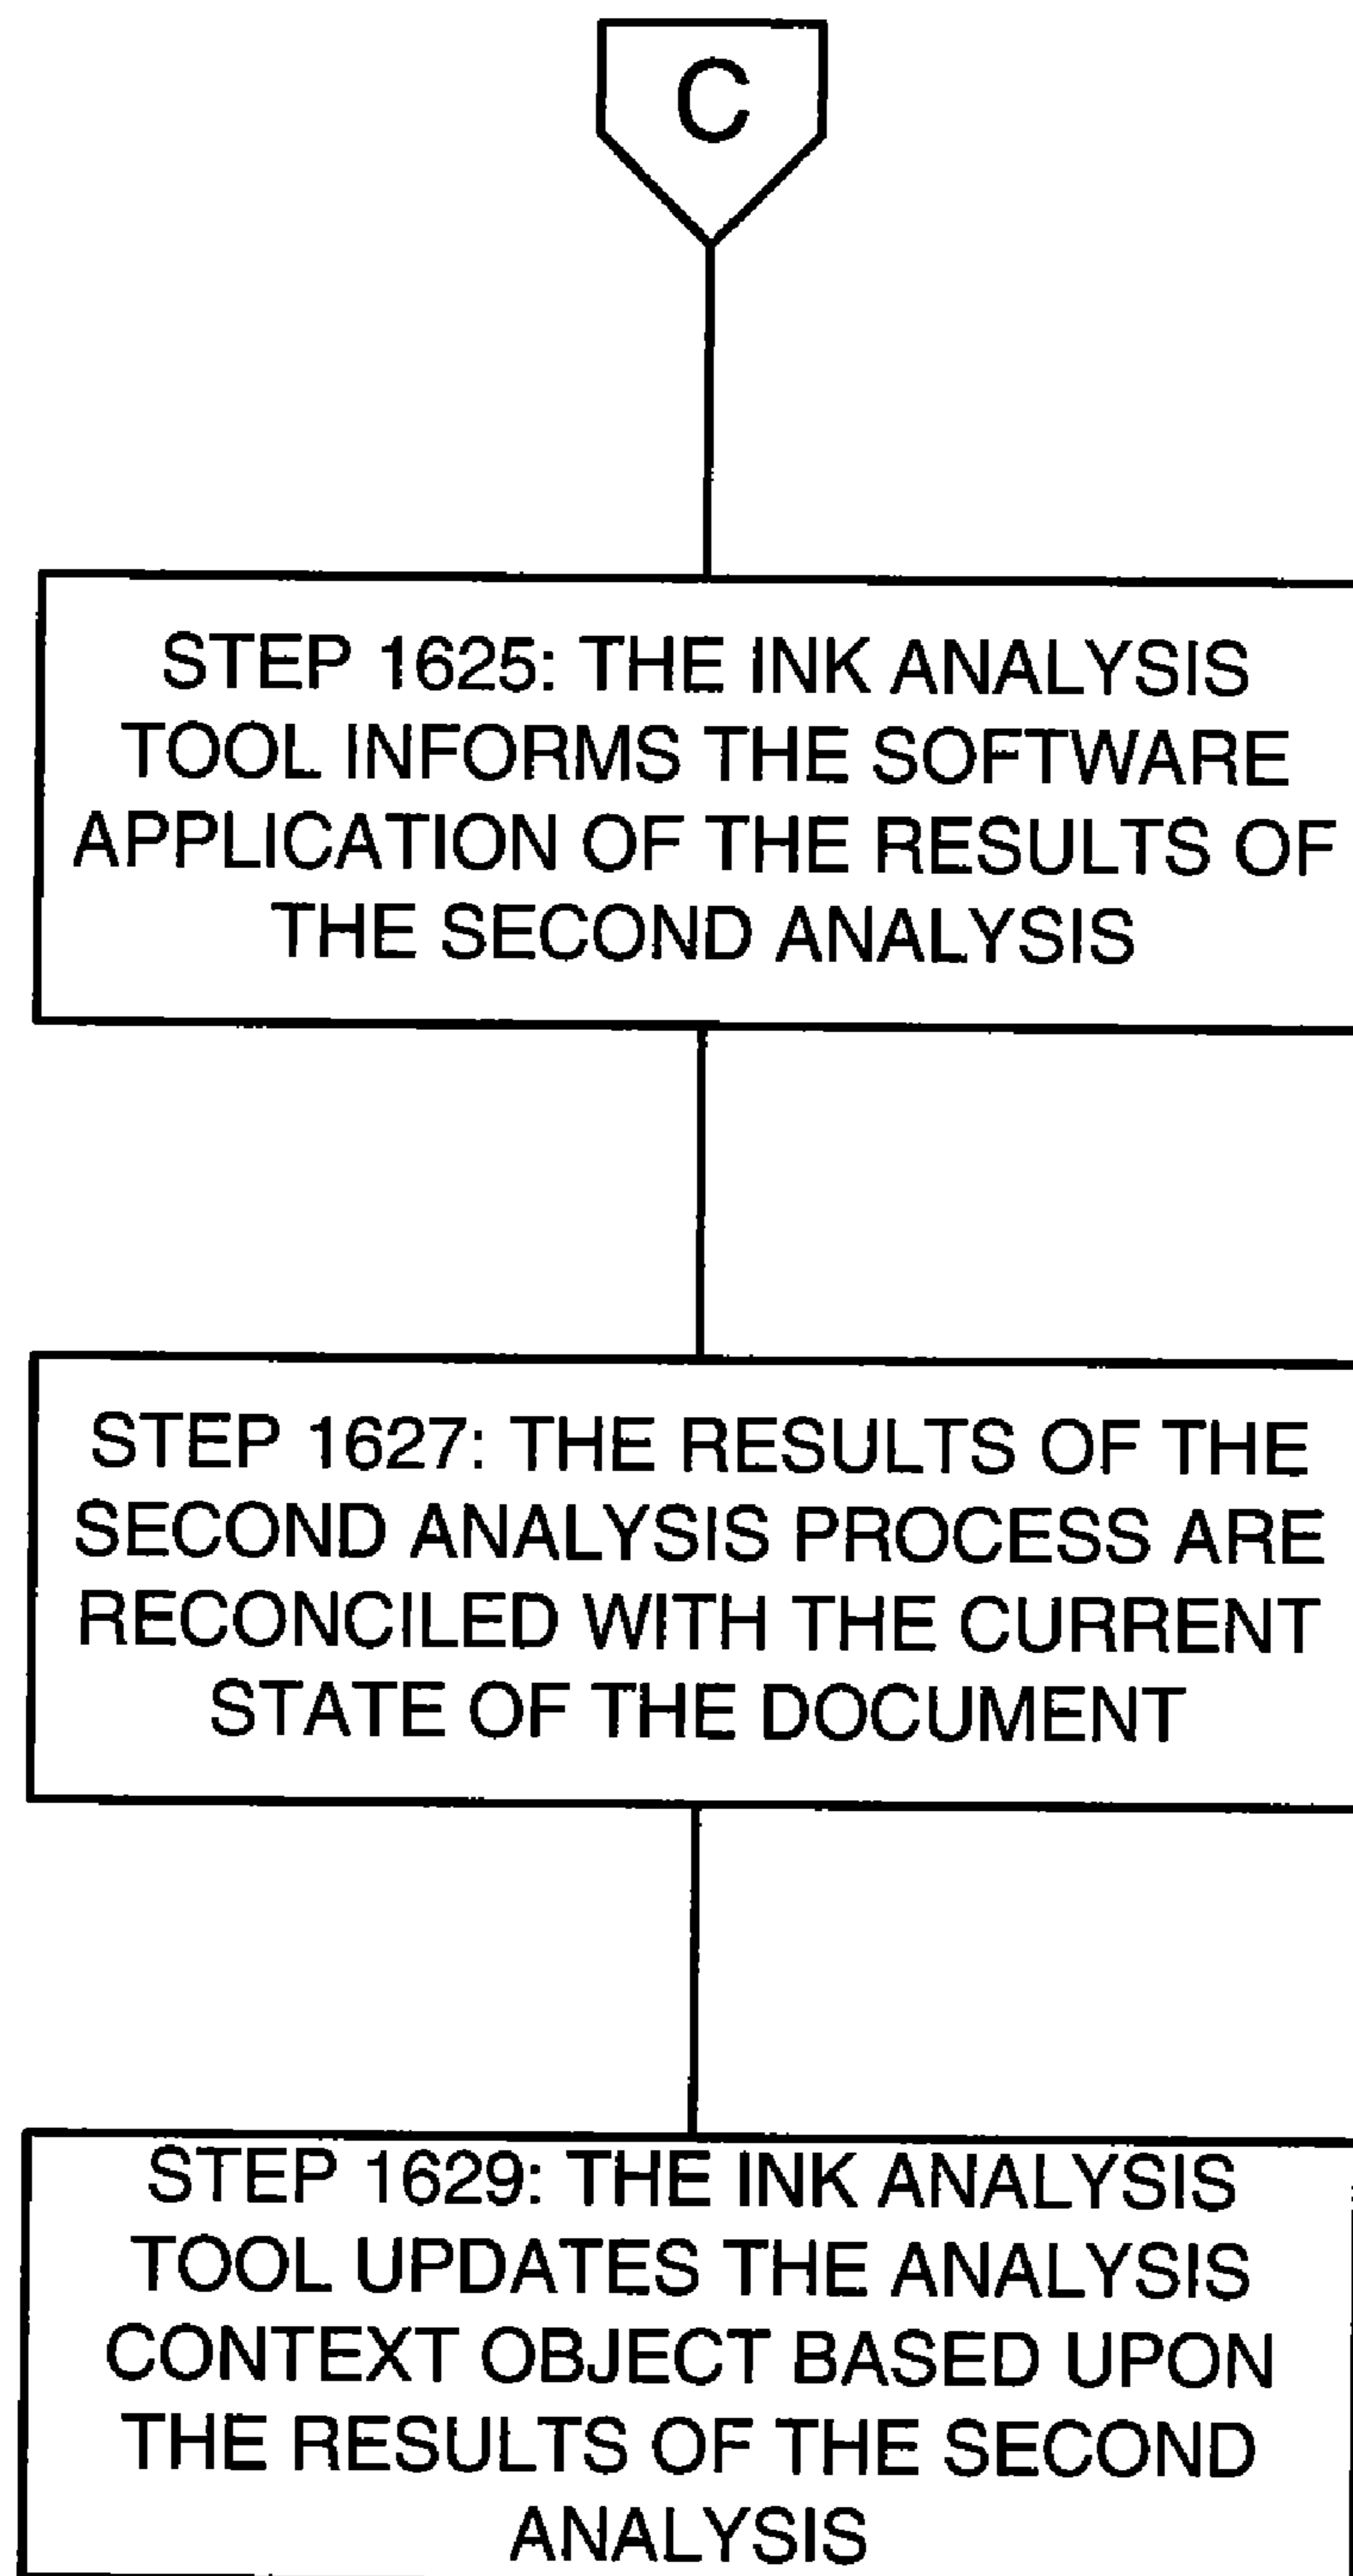 C
STEP 1625: THE INK ANALYSIS
TOOL INFORMS THE SOFTWARE
APPLICATION OF THE RESULTS OF
THE SECOND ANALYSIS
STEP 1627: THE RESULTS OF THE
SECOND ANALYSIS PROCESS ARE
RECONCILED WITH THE CURRENT
STATE OF THE DOCUMENT
STEP 1629: THE INK ANALYSIS
TOOL UPDATES THE ANALYSIS
CONTEXT OBJECT BASED UPON
THE RESULTS OF THE SECOND
ANALYSIS